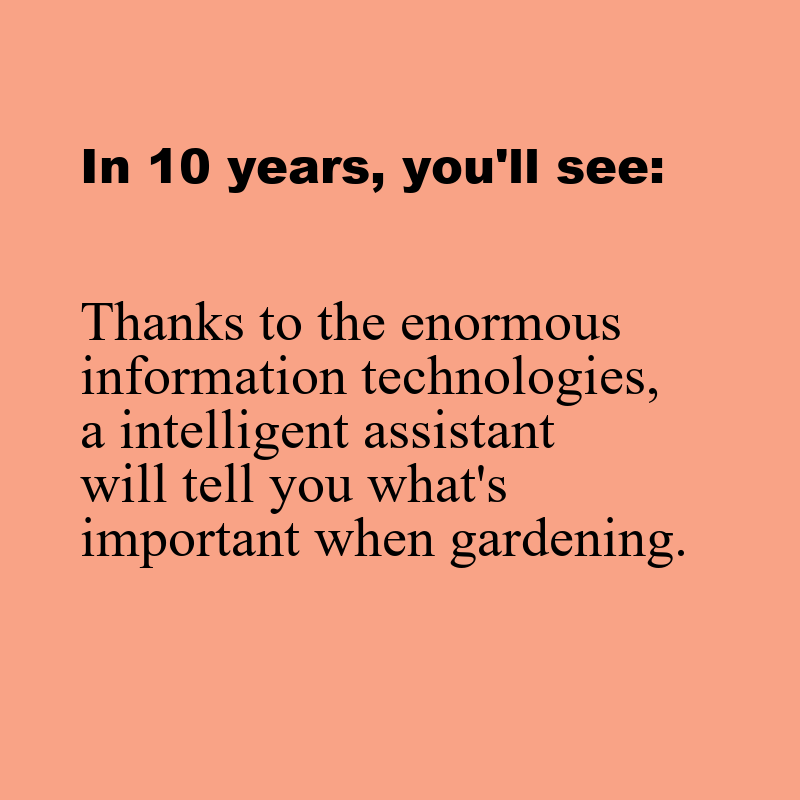 In 10 years, you'll see:
Thanks to the enormous
information technologies,
a intelligent assistant
will tell you what's
important when gardening.